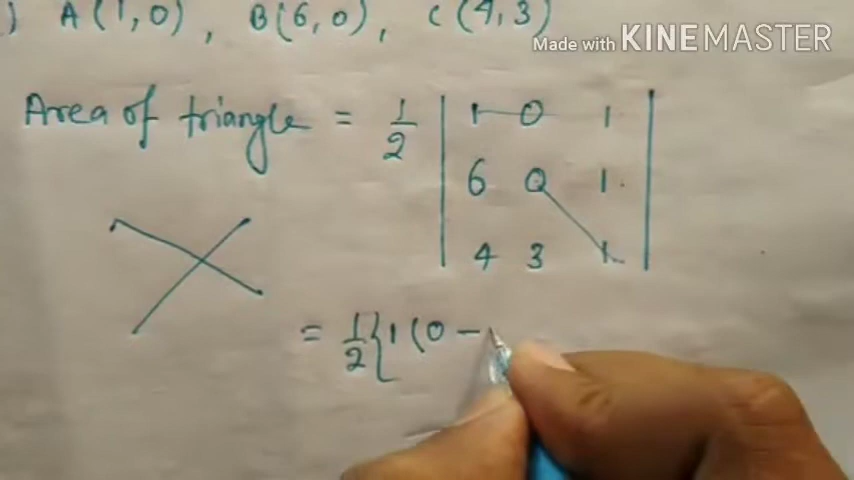 ) A(1,0), B(6,0), C(4,3)
Made with KINEMASTER
Area of triangle = 1/2 | 1 0 1
6 0 1
4 3 1 |
= 1/2 { 1 (0 -